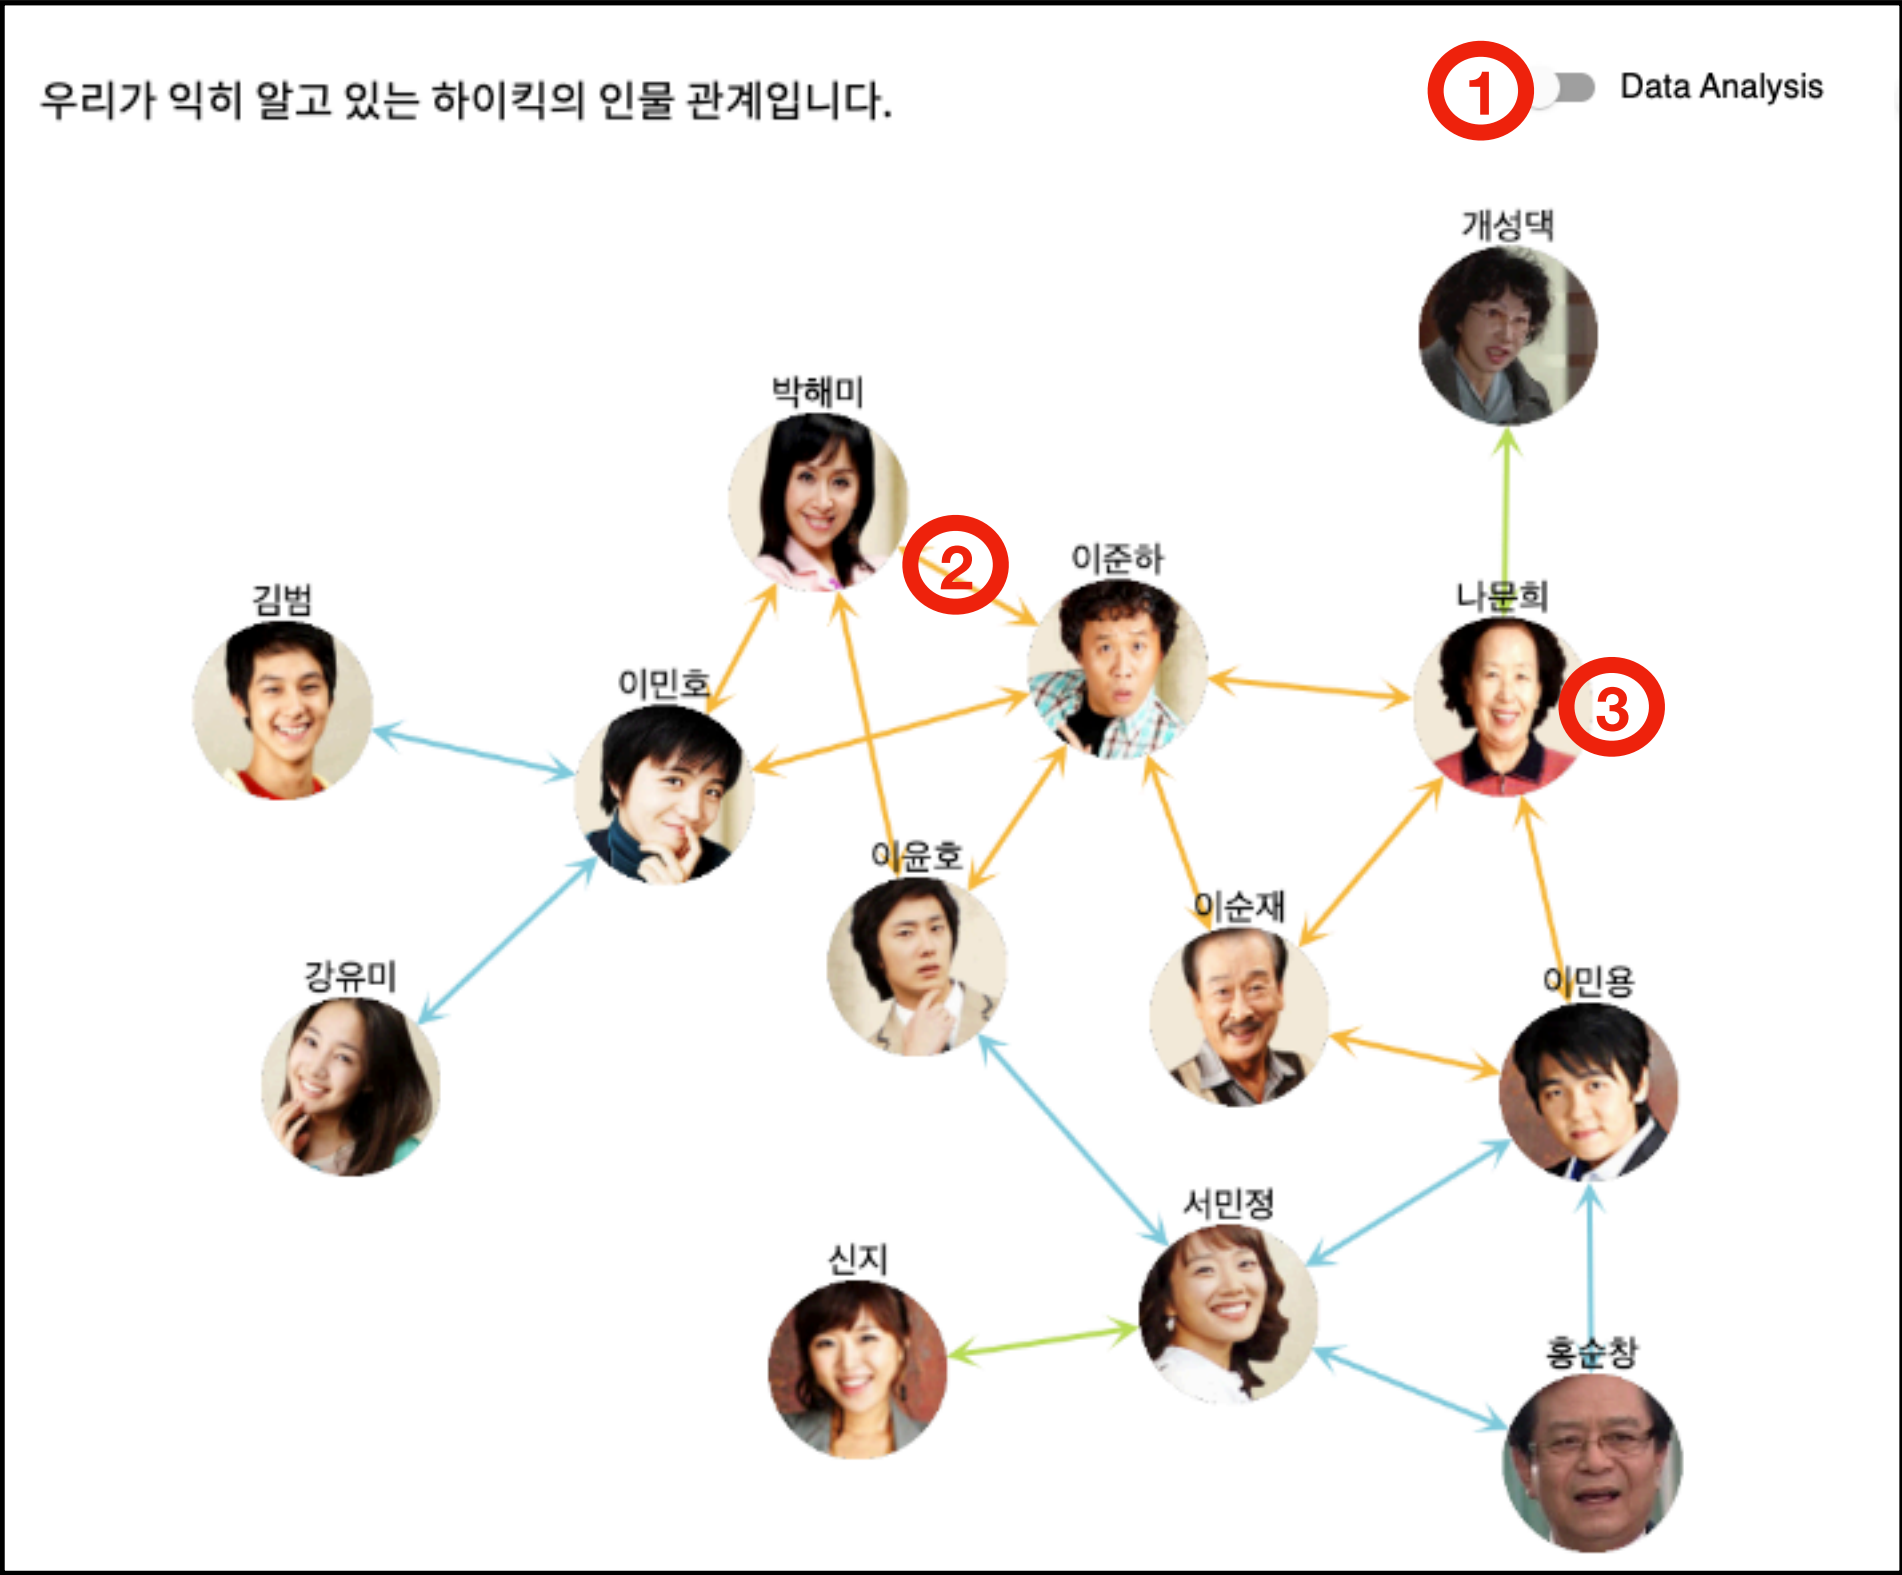 우리가 익히 알고 있는 하이킥의 인물 관계입니다.
1
Data Analysis
개성댁
박해미
2
이준하
김범
나문희
이민호
3
이윤호
이순재
강유미
이민용
서민정
신지
홍순창